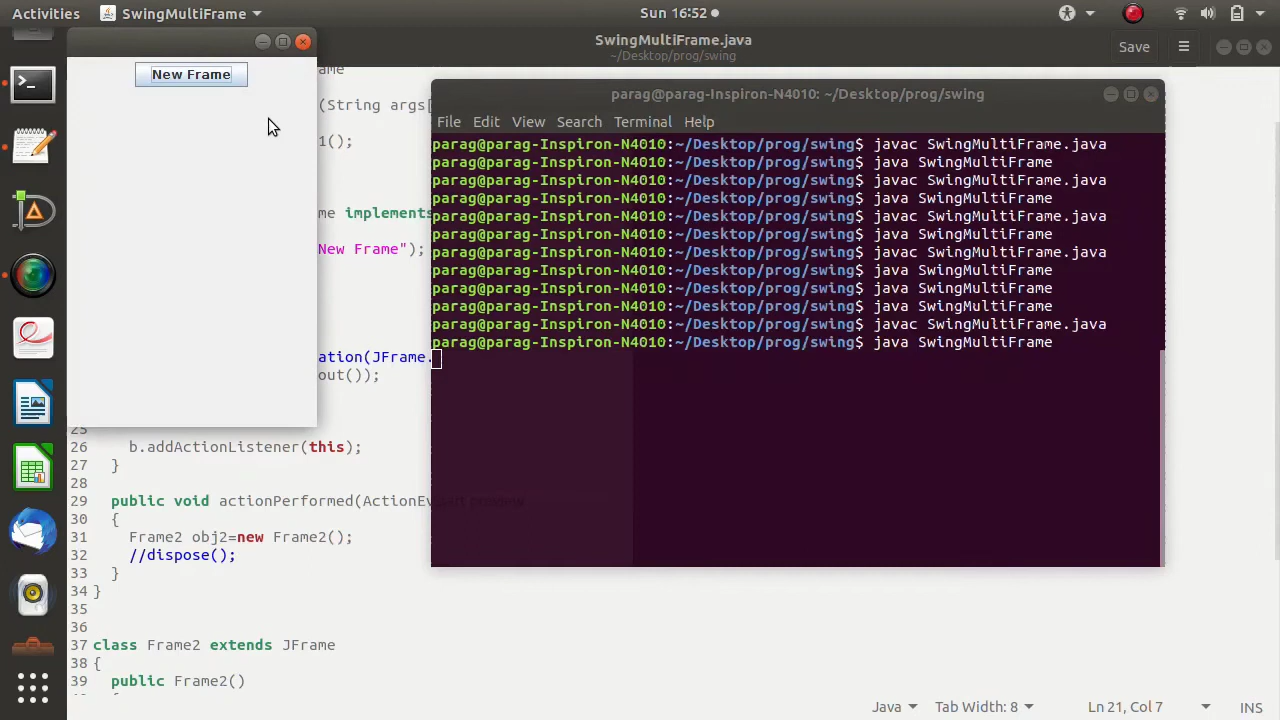 Activities
SwingMultiFrame
Sun 16:52
SwingMultiFrame.java
~/Desktop/prog/swing
Save
New Frame
(String args[
1();
me implements
New Frame");
ation(JFrame.
out());
25
26 b.addActionListener(this);
27 }
28
29 public void actionPerformed(ActionEv
30 {
31 Frame2 obj2=new Frame2();
32 //dispose();
33 }
34 }
35
36
37 class Frame2 extends JFrame
38 {
39 public Frame2()
parag@parag-Inspiron-N4010: ~/Desktop/prog/swing
File Edit View Search Terminal Help
parag@parag-Inspiron-N4010:~/Desktop/prog/swing$ javac SwingMultiFrame.java
parag@parag-Inspiron-N4010:~/Desktop/prog/swing$ java SwingMultiFrame
parag@parag-Inspiron-N4010:~/Desktop/prog/swing$ javac SwingMultiFrame.java
parag@parag-Inspiron-N4010:~/Desktop/prog/swing$ java SwingMultiFrame
parag@parag-Inspiron-N4010:~/Desktop/prog/swing$ javac SwingMultiFrame.java
parag@parag-Inspiron-N4010:~/Desktop/prog/swing$ java SwingMultiFrame
parag@parag-Inspiron-N4010:~/Desktop/prog/swing$ javac SwingMultiFrame.java
parag@parag-Inspiron-N4010:~/Desktop/prog/swing$ java SwingMultiFrame
parag@parag-Inspiron-N4010:~/Desktop/prog/swing$ java SwingMultiFrame
parag@parag-Inspiron-N4010:~/Desktop/prog/swing$ java SwingMultiFrame
parag@parag-Inspiron-N4010:~/Desktop/prog/swing$ javac SwingMultiFrame.java
parag@parag-Inspiron-N4010:~/Desktop/prog/swing$ java SwingMultiFrame
Java Tab Width: 8 Ln 21, Col 7 INS